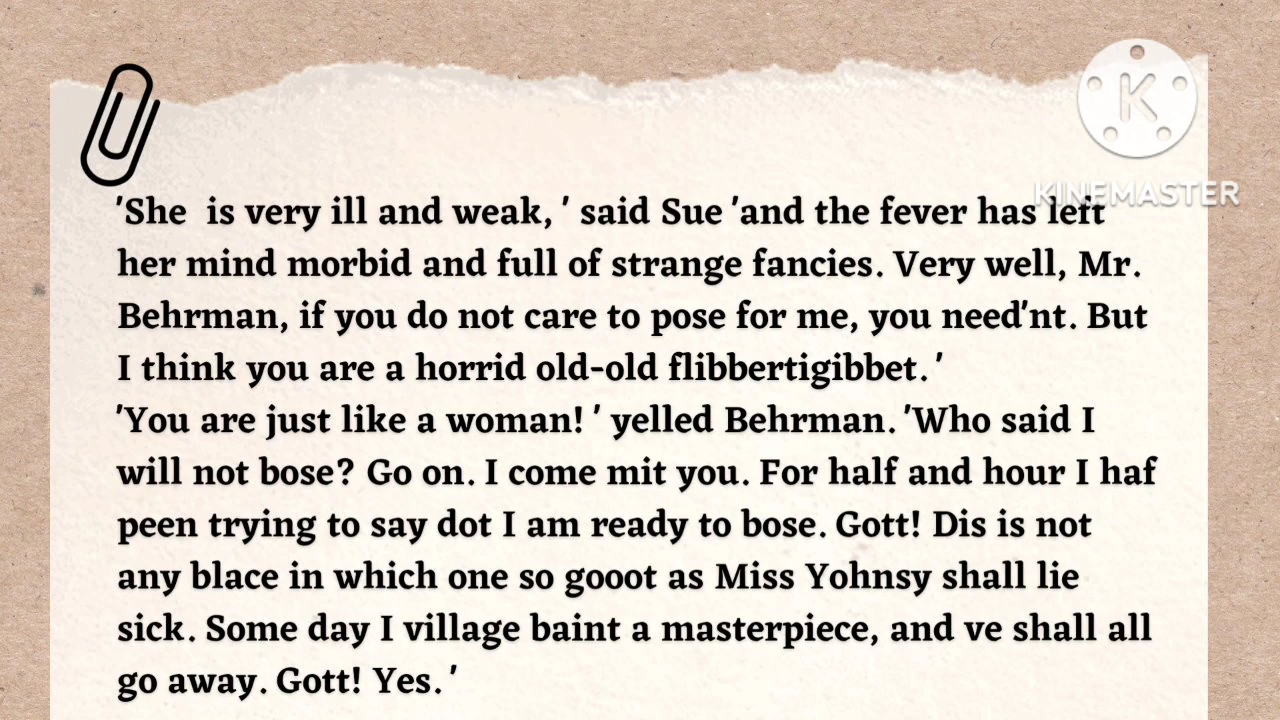 K
KINEMASTER
'She  is very ill and weak, ' said Sue 'and the fever has left
her mind morbid and full of strange fancies. Very well, Mr.
Behrman, if you do not care to pose for me, you need'nt. But
I think you are a horrid old-old flibbertigibbet. '
'You are just like a woman! ' yelled Behrman. 'Who said I
will not bose? Go on. I come mit you. For half and hour I haf
peen trying to say dot I am ready to bose. Gott! Dis is not
any blace in which one so gooot as Miss Yohnsy shall lie
sick. Some day I village baint a masterpiece, and ve shall all
go away. Gott! Yes. '